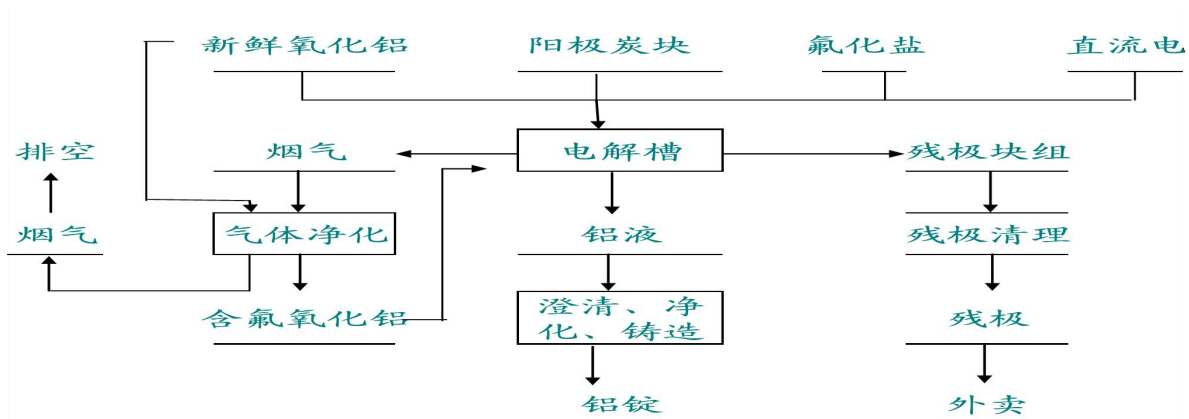 新鲜氧化铝
阳极炭块
氟化盐
直流电
排空
烟气
电解槽
残极块组
烟气
气体净化
铝液
残极清理
含氟氧化铝
澄清、净
化、铸造
残极
铝锭
外卖